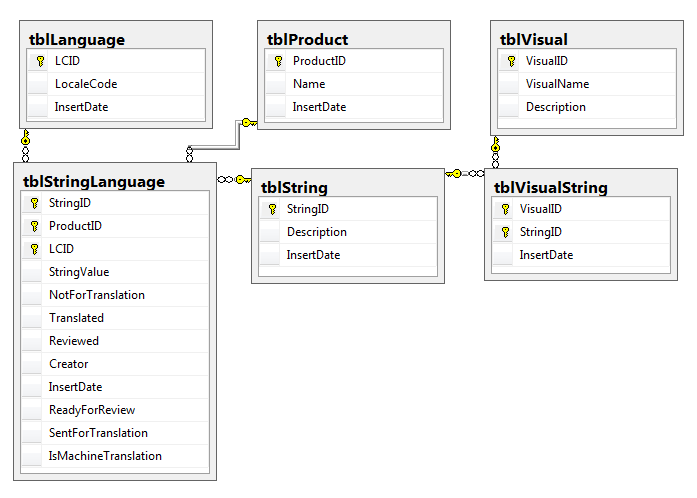 tblLanguage
LCID
LocaleCode
InsertDate
tblProduct
ProductID
Name
InsertDate
tblVisual
VisualID
VisualName
Description
tblStringLanguage
StringID
ProductID
LCID
StringValue
NotForTranslation
Translated
Reviewed
Creator
InsertDate
ReadyForReview
SentForTranslation
IsMachineTranslation
tblString
StringID
Description
InsertDate
tblVisualString
VisualID
StringID
InsertDate